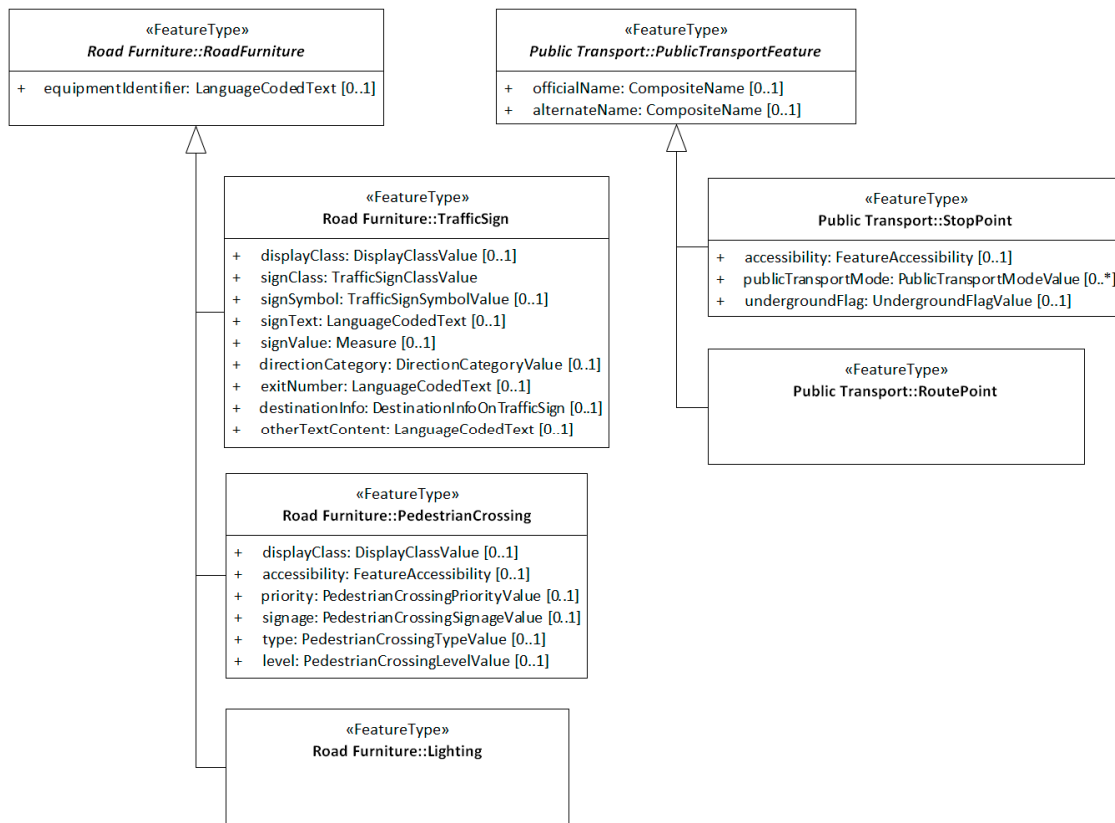 «FeatureType»
Road Furniture::RoadFurniture
+ equipmentIdentifier: LanguageCodedText [0..1]
«FeatureType»
Public Transport::PublicTransportFeature
+ officialName: CompositeName [0..1]
+ alternateName: CompositeName [0..1]
«FeatureType»
Road Furniture::TrafficSign
+ displayClass: DisplayClassValue [0..1]
+ signClass: TrafficSignClassValue
+ signSymbol: TrafficSignSymbolValue [0..1]
+ signText: LanguageCodedText [0..1]
+ signValue: Measure [0..1]
+ directionCategory: DirectionCategoryValue [0..1]
+ exitNumber: LanguageCodedText [0..1]
+ destinationInfo: DestinationInfoOnTrafficSign [0..1]
+ otherTextContent: LanguageCodedText [0..1]
«FeatureType»
Public Transport::StopPoint
+ accessibility: FeatureAccessibility [0..1]
+ publicTransportMode: PublicTransportModeValue [0..*]
+ undergroundFlag: UndergroundFlagValue [0..1]
«FeatureType»
Public Transport::RoutePoint
«FeatureType»
Road Furniture::PedestrianCrossing
+ displayClass: DisplayClassValue [0..1]
+ accessibility: FeatureAccessibility [0..1]
+ priority: PedestrianCrossingPriorityValue [0..1]
+ signage: PedestrianCrossingSignageValue [0..1]
+ type: PedestrianCrossingTypeValue [0..1]
+ level: PedestrianCrossingLevelValue [0..1]
«FeatureType»
Road Furniture::Lighting